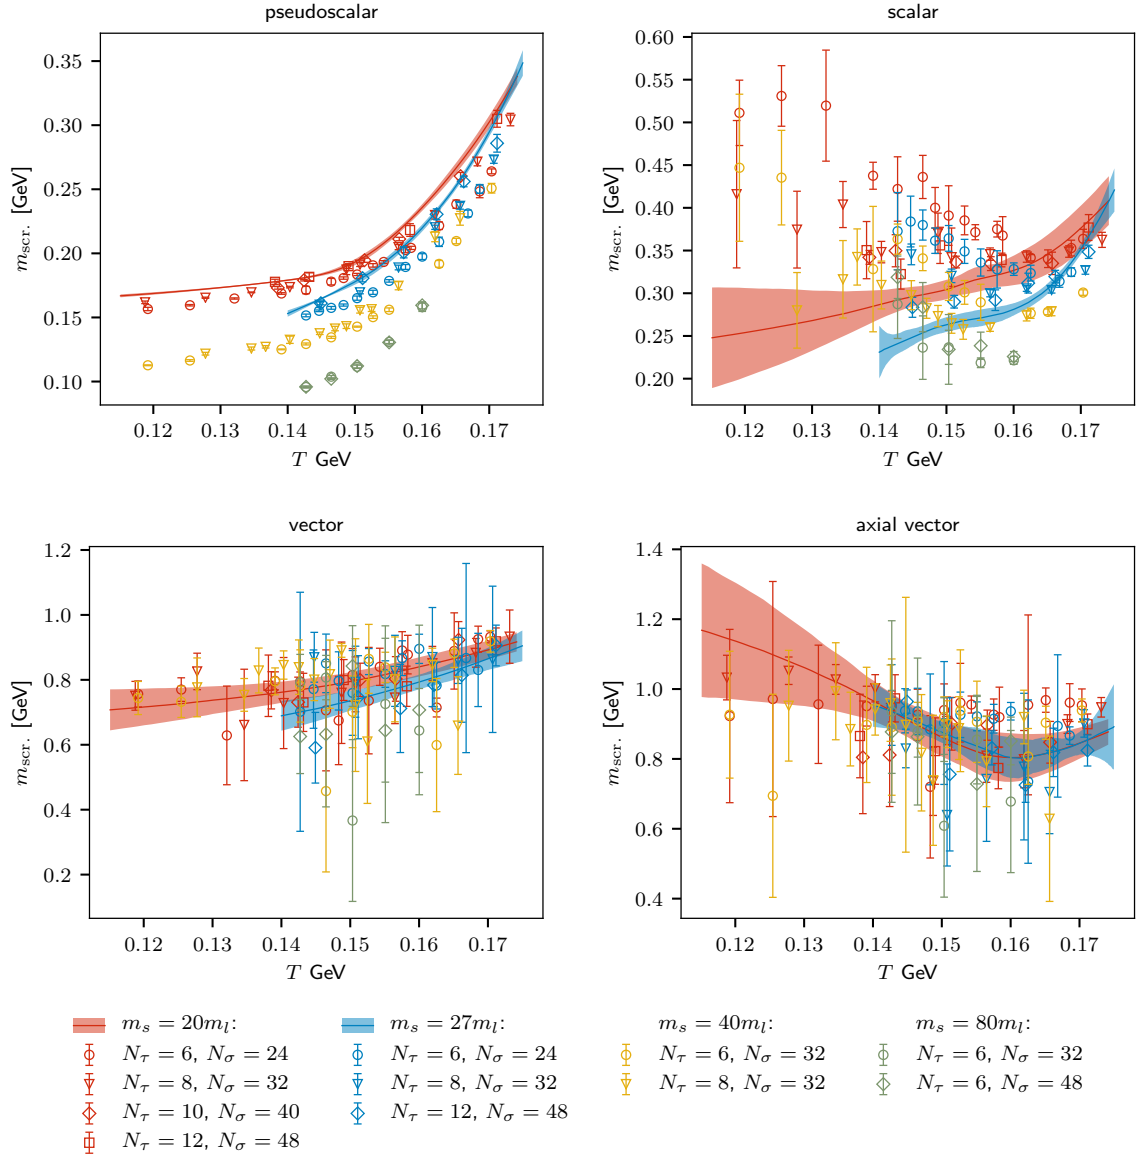 pseudoscalar
m_scr. [GeV]
0.35
0.30
0.25
0.20
0.15
0.10
0.12 0.13 0.14 0.15 0.16 0.17
T GeV
scalar
m_scr. [GeV]
0.60
0.55
0.50
0.45
0.40
0.35
0.30
0.25
0.20
0.12 0.13 0.14 0.15 0.16 0.17
T GeV
vector
m_scr. [GeV]
1.2
1.0
0.8
0.6
0.4
0.2
0.12 0.13 0.14 0.15 0.16 0.17
T GeV
axial vector
m_scr. [GeV]
1.4
1.2
1.0
0.8
0.6
0.4
0.12 0.13 0.14 0.15 0.16 0.17
T GeV
m_s = 20m_l:
N_τ = 6, N_σ = 24
N_τ = 8, N_σ = 32
N_τ = 10, N_σ = 40
N_τ = 12, N_σ = 48
m_s = 27m_l:
N_τ = 6, N_σ = 24
N_τ = 8, N_σ = 32
N_τ = 12, N_σ = 48
m_s = 40m_l:
N_τ = 6, N_σ = 32
N_τ = 8, N_σ = 32
m_s = 80m_l:
N_τ = 6, N_σ = 32
N_τ = 6, N_σ = 48